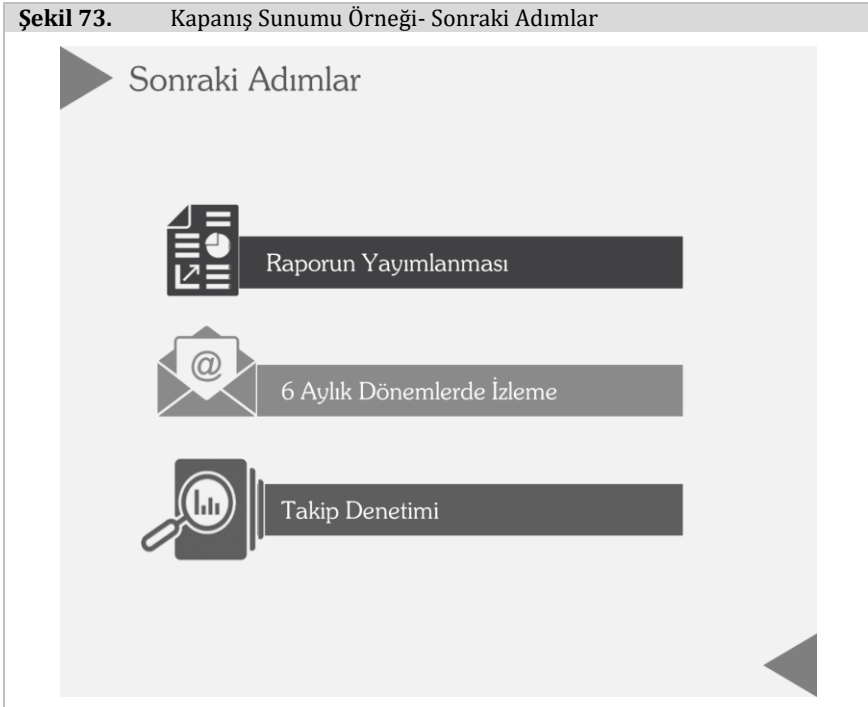 Şekil 73. Kapanış Sunumu Örneği- Sonraki Adımlar
Sonraki Adımlar
Raporun Yayımlanması
@
6 Aylık Dönemlerde İzleme
Takip Denetimi